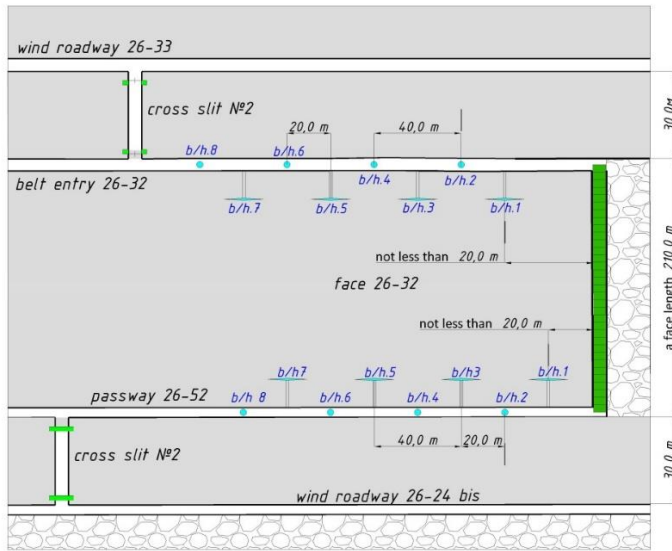 wind roadway 26-33
cross slit №2
30,0м
20,0 m
40,0 m
b/h.8
b/h.6
b/h.4
b/h.2
belt entry 26-32
b/h.7
b/h.5
b/h.3
b/h.1
not less than 20,0 m
face 26-32
a face length 210,0 m
not less than 20,0 m
b/h7
b/h.5
b/h3
b/h.1
passway 26-52
b/h 8
b/h.6
b/h.4
b/h.2
40,0 m
20,0 m
cross slit №2
30,0 m
wind roadway 26-24 bis